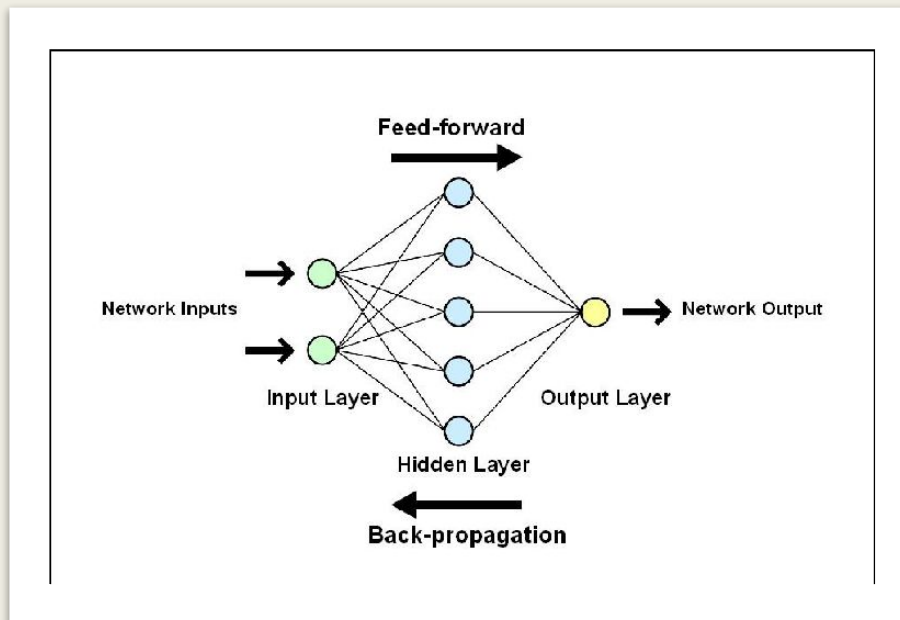 Feed-forward
Network Inputs
Network Output
Input Layer
Output Layer
Hidden Layer
Back-propagation